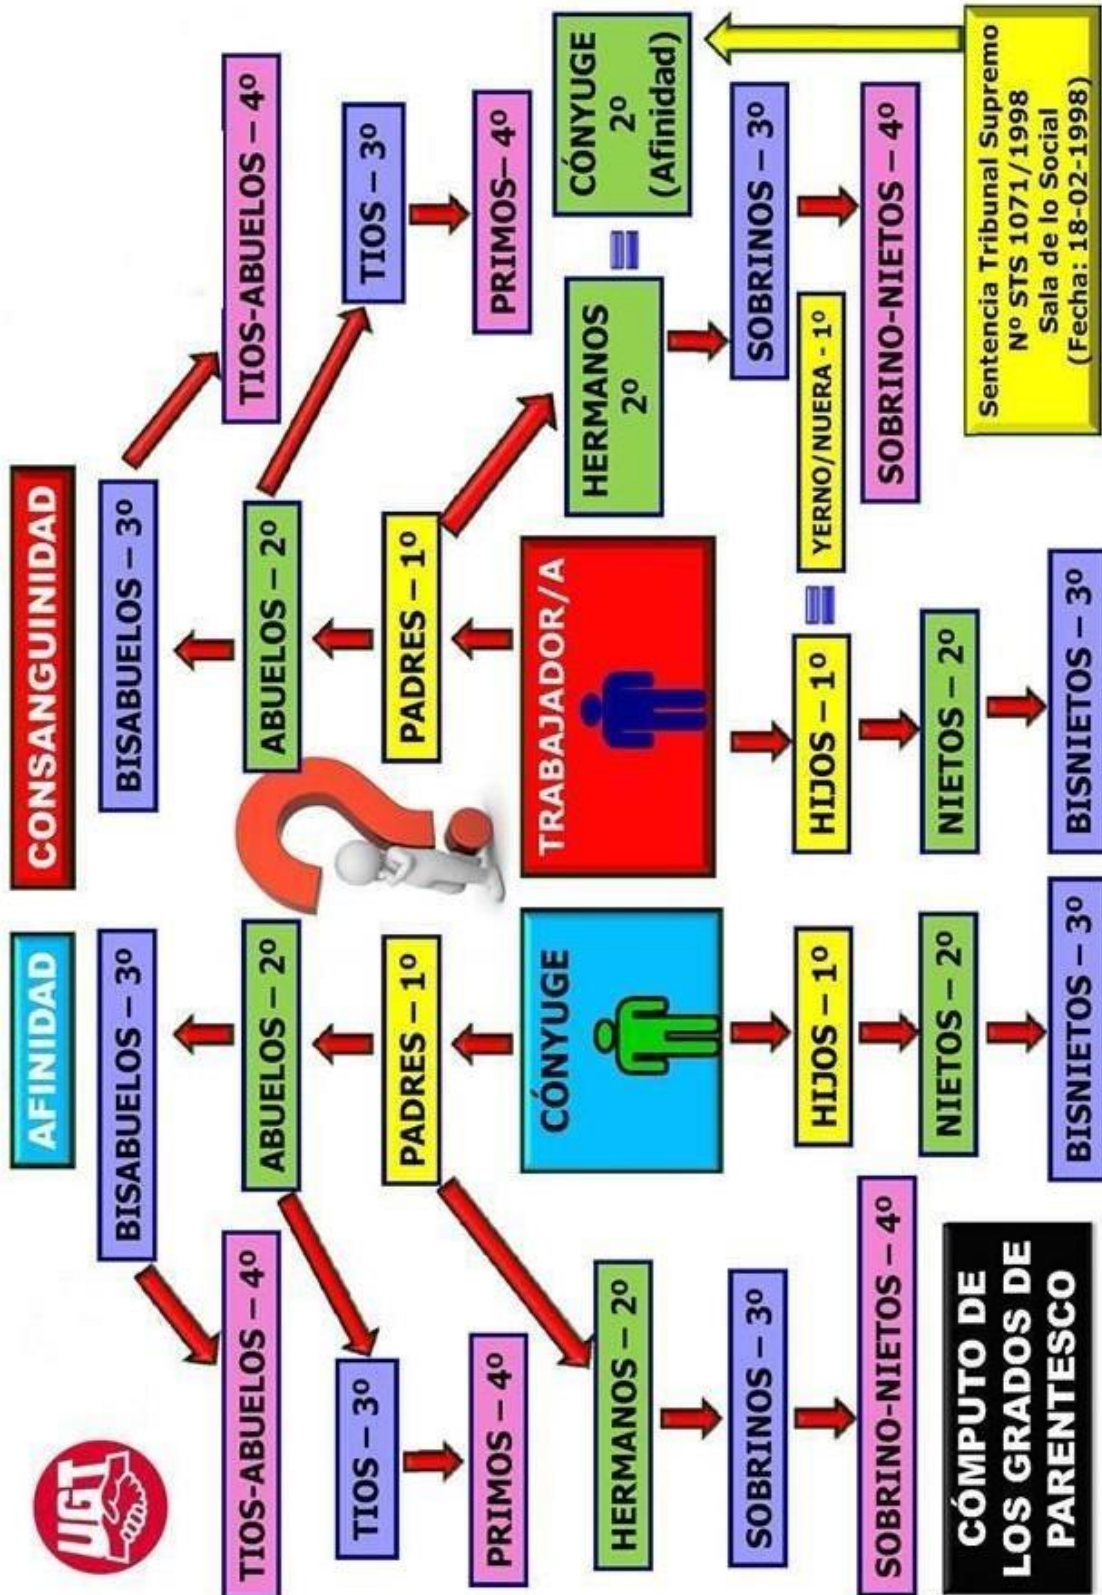 UGT
AFINIDAD
CONSANGUINIDAD
BISABUELOS – 3º
BISABUELOS – 3º
TIOS-ABUELOS – 4º
ABUELOS – 2º
ABUELOS – 2º
TIOS-ABUELOS – 4º
TIOS – 3º
PADRES – 1º
PADRES – 1º
TIOS – 3º
PRIMOS – 4º
PRIMOS– 4º
CÓNYUGE
TRABAJADOR/A
HERMANOS – 2º
HERMANOS
2º
=
CÓNYUGE
2º
(Afinidad)
SOBRINOS – 3º
HIJOS – 1º
HIJOS – 1º
=
YERNO/NUERA - 1º
SOBRINOS – 3º
SOBRINO-NIETOS – 4º
NIETOS – 2º
NIETOS – 2º
SOBRINO-NIETOS – 4º
BISNIETOS – 3º
BISNIETOS – 3º
CÓMPUTO DE
LOS GRADOS DE
PARENTESCO
Sentencia Tribunal Supremo
Nº STS 1071/1998
Sala de lo Social
(Fecha: 18-02-1998)